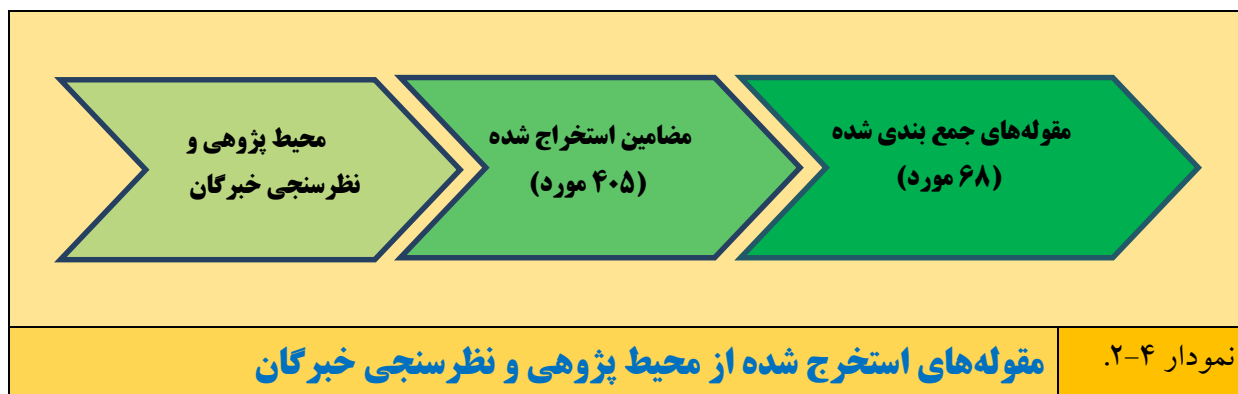 محیط پژوهی و
نظرسنجی خبرگان
مضامین استخراج شده
(۴۰۵ مورد)
مقوله‌های جمع بندی شده
(۶۸ مورد)
نمودار ۴-۲.
مقوله‌های استخرج شده از محیط پژوهی و نظرسنجی خبرگان